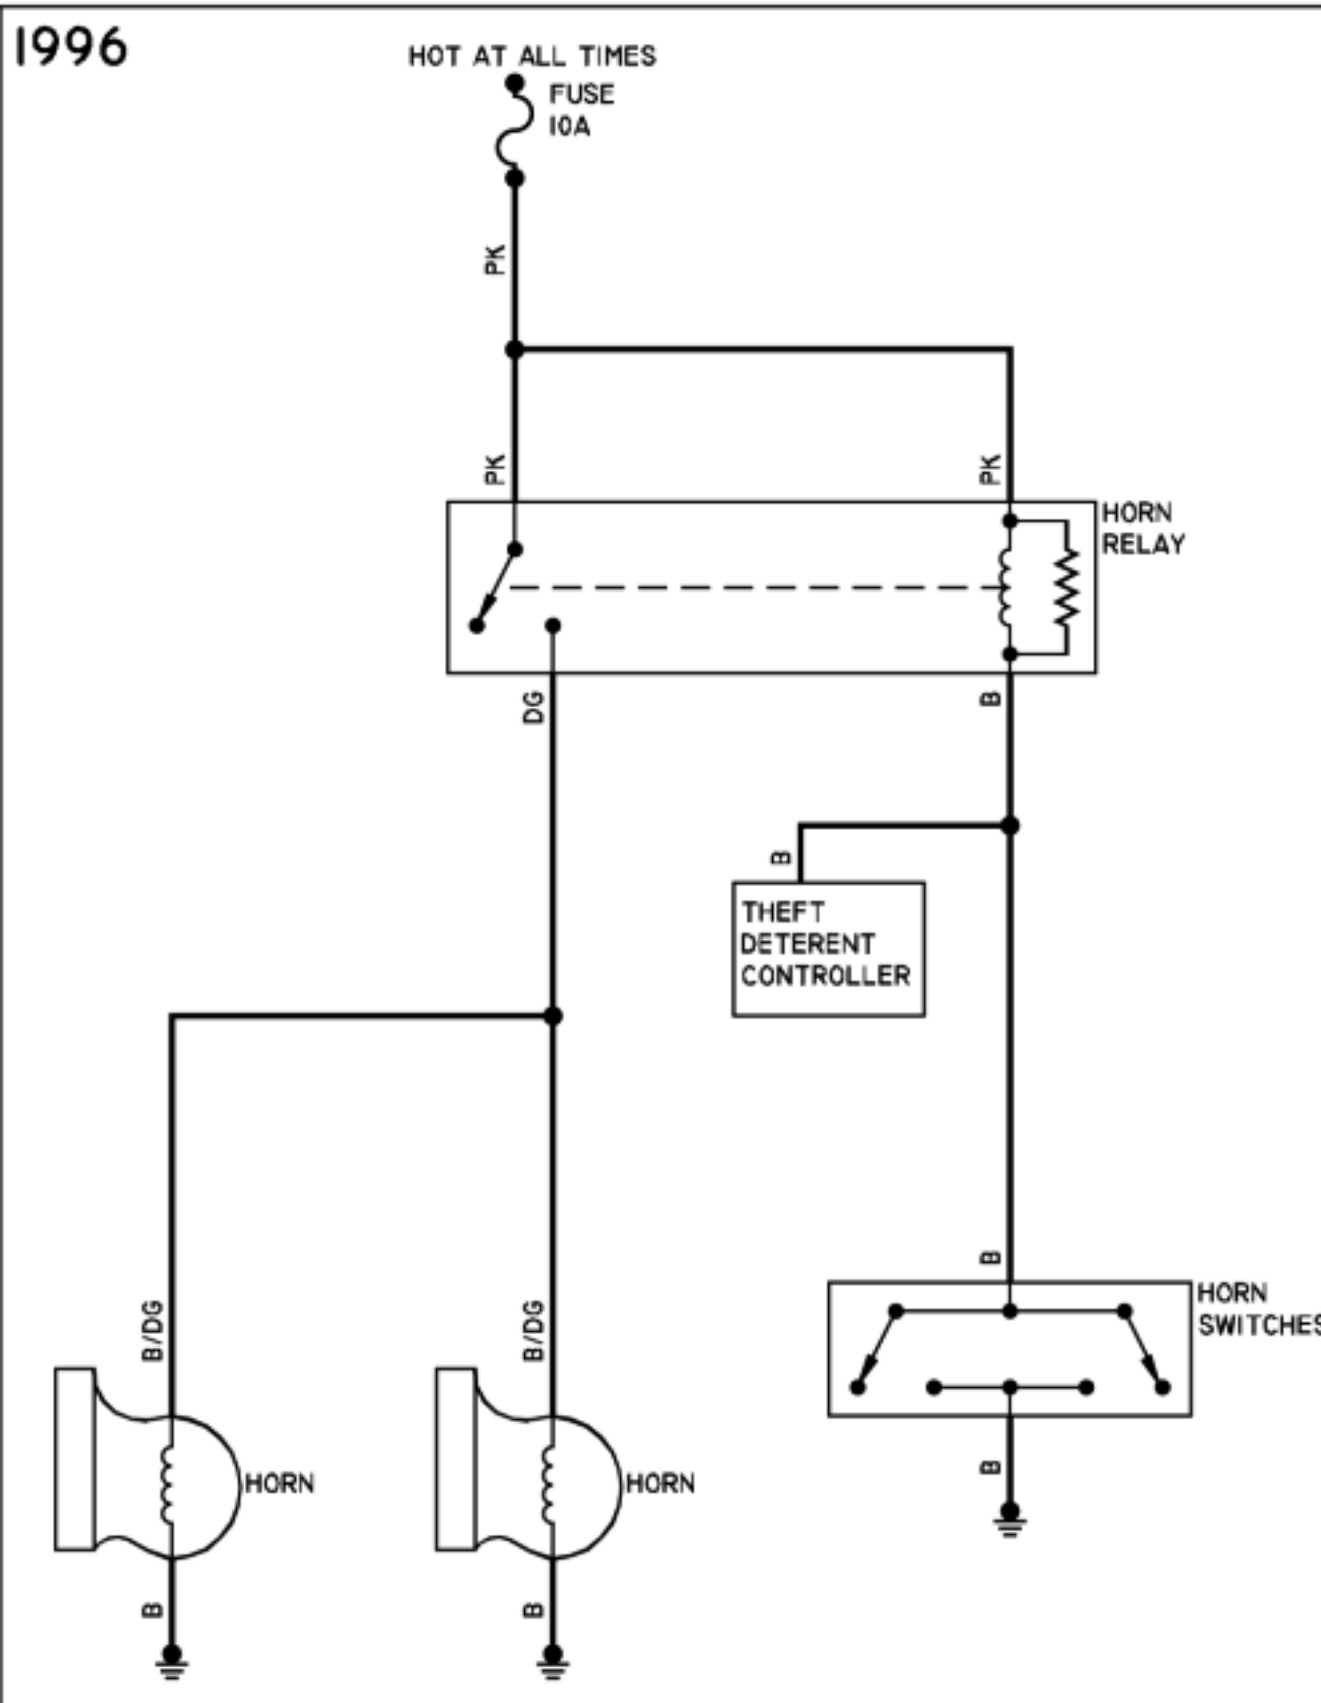 1996
HOT AT ALL TIMES
FUSE
10A
PK
PK
PK
HORN
RELAY
DG
B
B
THEFT
DETERENT
CONTROLLER
B
HORN
SWITCHES
B/DG
B/DG
B
HORN
HORN
B
B